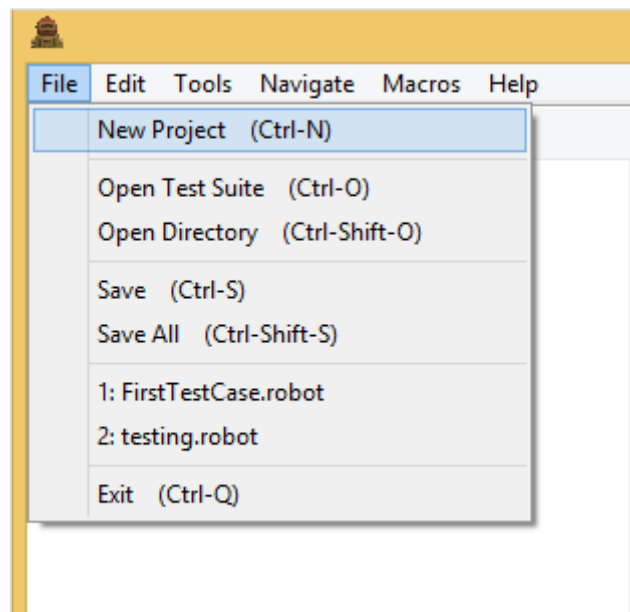 File Edit Tools Navigate Macros Help
New Project (Ctrl-N)
Open Test Suite (Ctrl-O)
Open Directory (Ctrl-Shift-O)
Save (Ctrl-S)
Save All (Ctrl-Shift-S)
1: FirstTestCase.robot
2: testing.robot
Exit (Ctrl-Q)